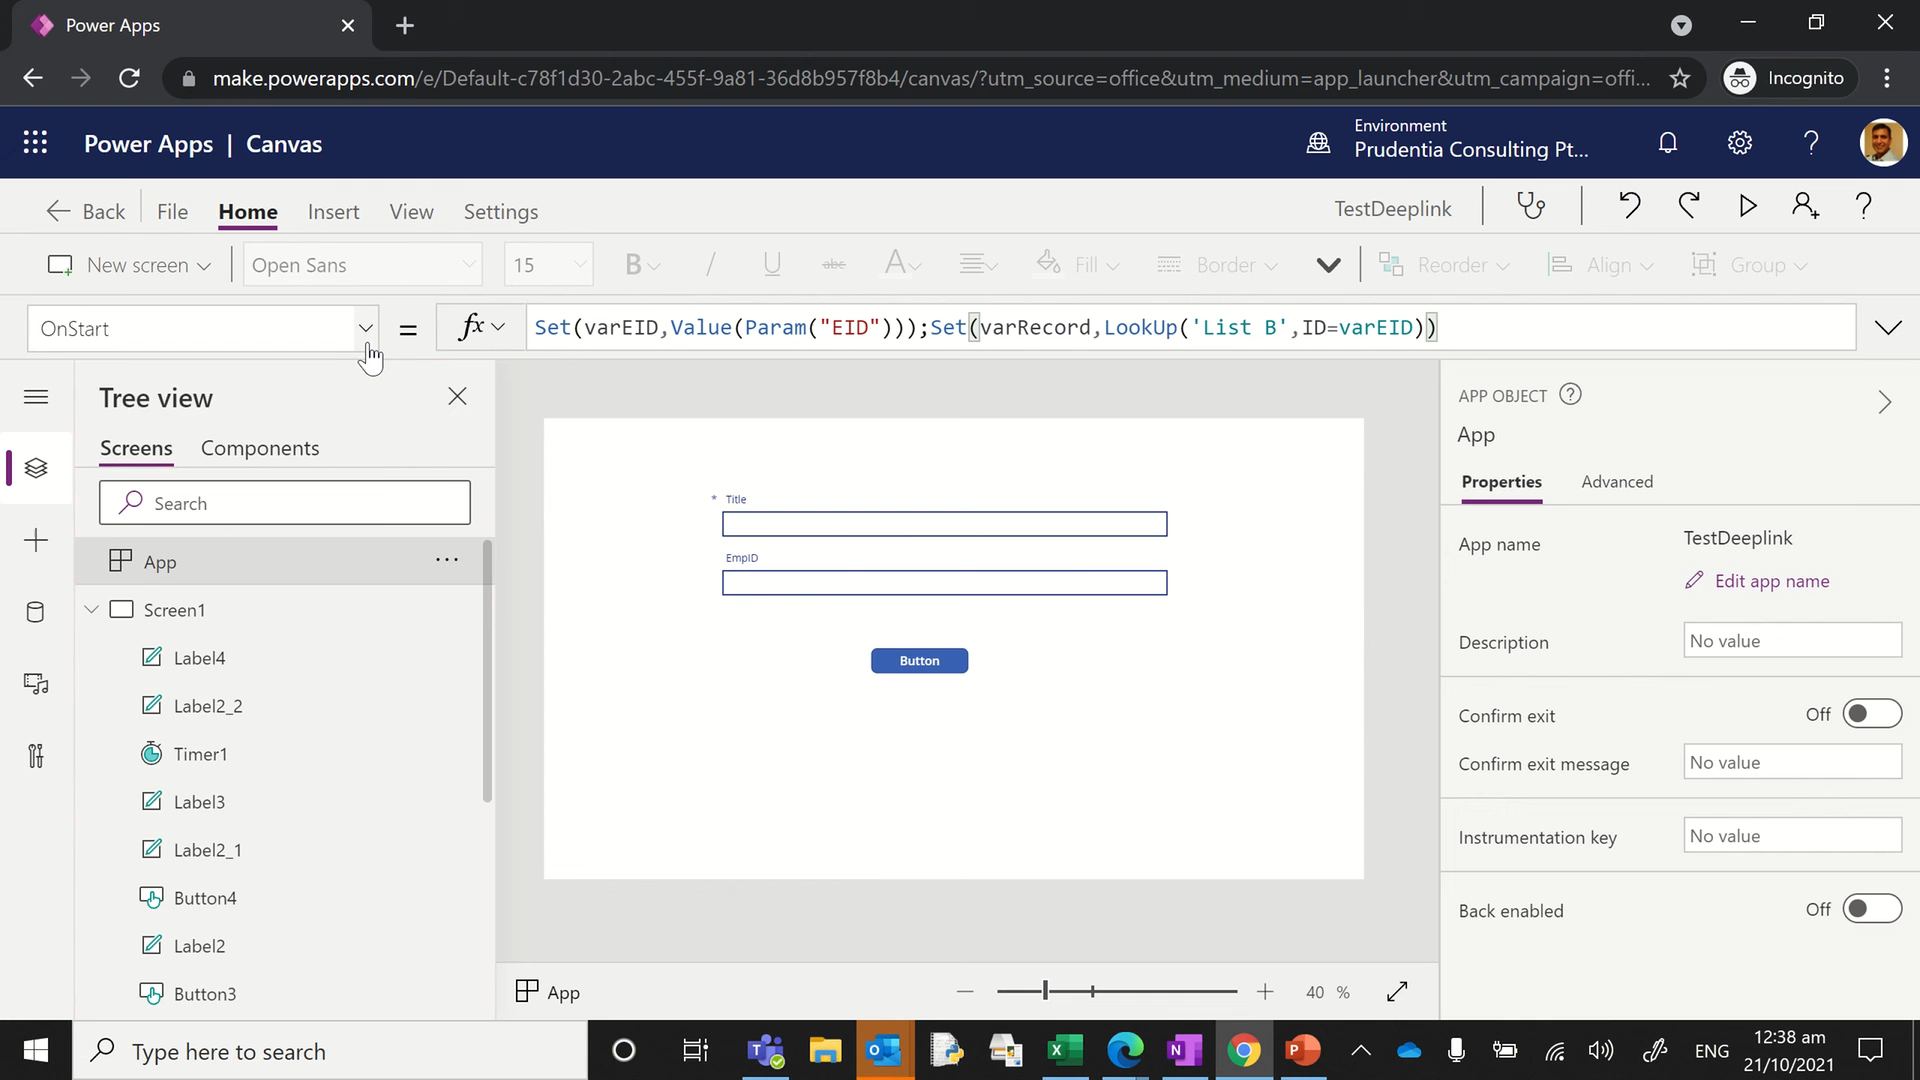 Power Apps
make.powerapps.com/e/Default-c78f1d30-2abc-455f-9a81-36d8b957f8b4/canvas/?utm_source=office&utm_medium=app_launcher&utm_campaign=offi...
Incognito
Power Apps | Canvas
Environment
Prudentia Consulting Pt...
Back
File
Home
Insert
View
Settings
TestDeeplink
New screen
Open Sans
15
B
/
U
abc
A
Fill
Border
Reorder
Align
Group
OnStart
=
fx
Set(varEID,Value(Param("EID")));Set(varRecord,LookUp('List B',ID=varEID))
Tree view
Screens
Components
Search
App
Screen1
Label4
Label2_2
Timer1
Label3
Label2_1
Button4
Label2
Button3
* Title
EmpID
Button
App
40 %
APP OBJECT
App
Properties
Advanced
App name
TestDeeplink
Edit app name
Description
No value
Confirm exit
Off
Confirm exit message
No value
Instrumentation key
No value
Back enabled
Off
Type here to search
ENG
12:38 am
21/10/2021